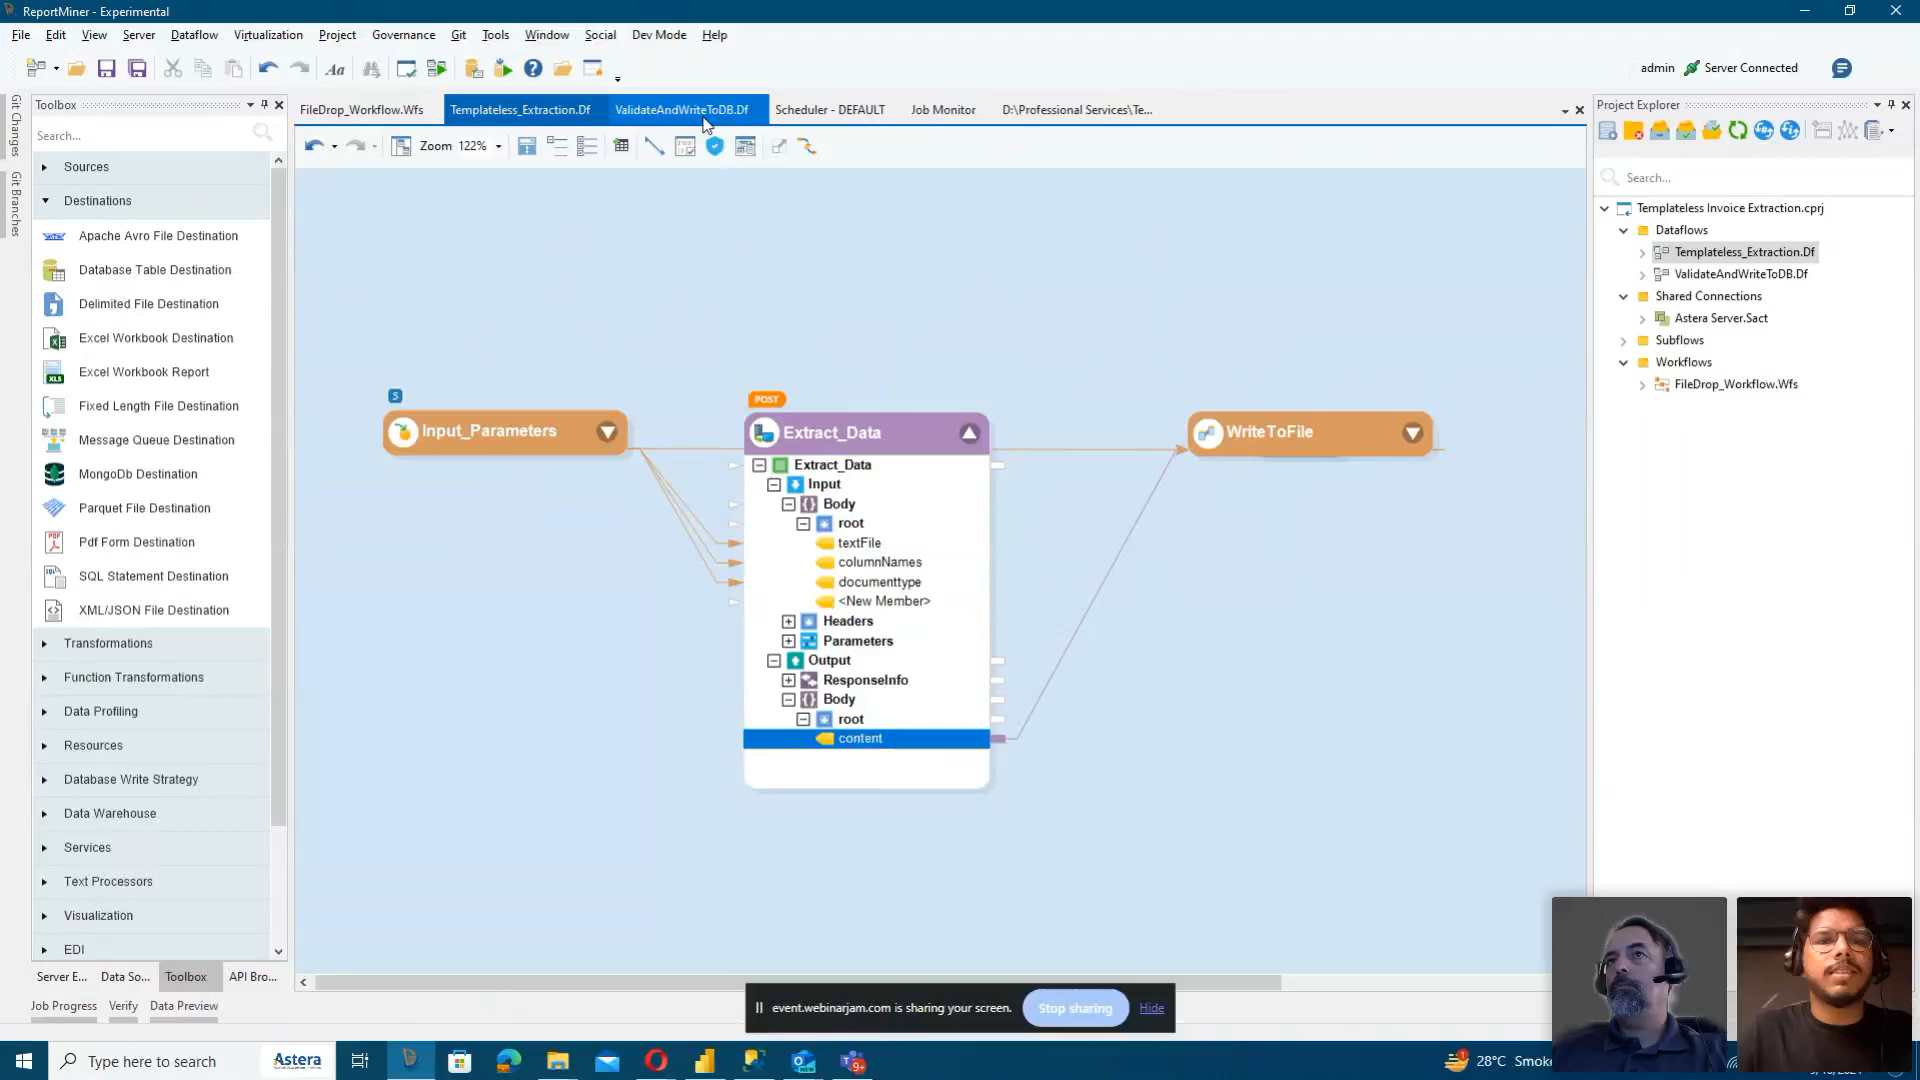 ReportMiner - Experimental
File Edit View Server Dataflow Virtualization Project Governance Git Tools Window Social Dev Mode Help
Aa
admin Server Connected
Git Changes
Git Branches
Toolbox
Search...
Sources
Destinations
Apache Avro File Destination
Database Table Destination
Delimited File Destination
Excel Workbook Destination
Excel Workbook Report
Fixed Length File Destination
Message Queue Destination
MongoDb Destination
Parquet File Destination
Pdf Form Destination
SQL Statement Destination
XML/JSON File Destination
Transformations
Function Transformations
Data Profiling
Resources
Database Write Strategy
Data Warehouse
Services
Text Processors
Visualization
EDI
Server E... Data So... Toolbox API Bro...
Job Progress Verify Data Preview
FileDrop_Workflow.Wfs Templateless_Extraction.Df ValidateAndWriteToDB.Df Scheduler - DEFAULT Job Monitor D:\Professional Services\Te...
Zoom 122%
S
Input_Parameters
POST
Extract_Data
Extract_Data
Input
Body
root
textFile
columnNames
documenttype
<New Member>
Headers
Parameters
Output
ResponseInfo
Body
root
content
WriteToFile
Project Explorer
Search...
Templateless Invoice Extraction.cprj
Dataflows
Templateless_Extraction.Df
ValidateAndWriteToDB.Df
Shared Connections
Astera Server.Sact
Subflows
Workflows
FileDrop_Workflow.Wfs
event.webinarjam.com is sharing your screen. Stop sharing Hide
Type here to search
Astera
28°C